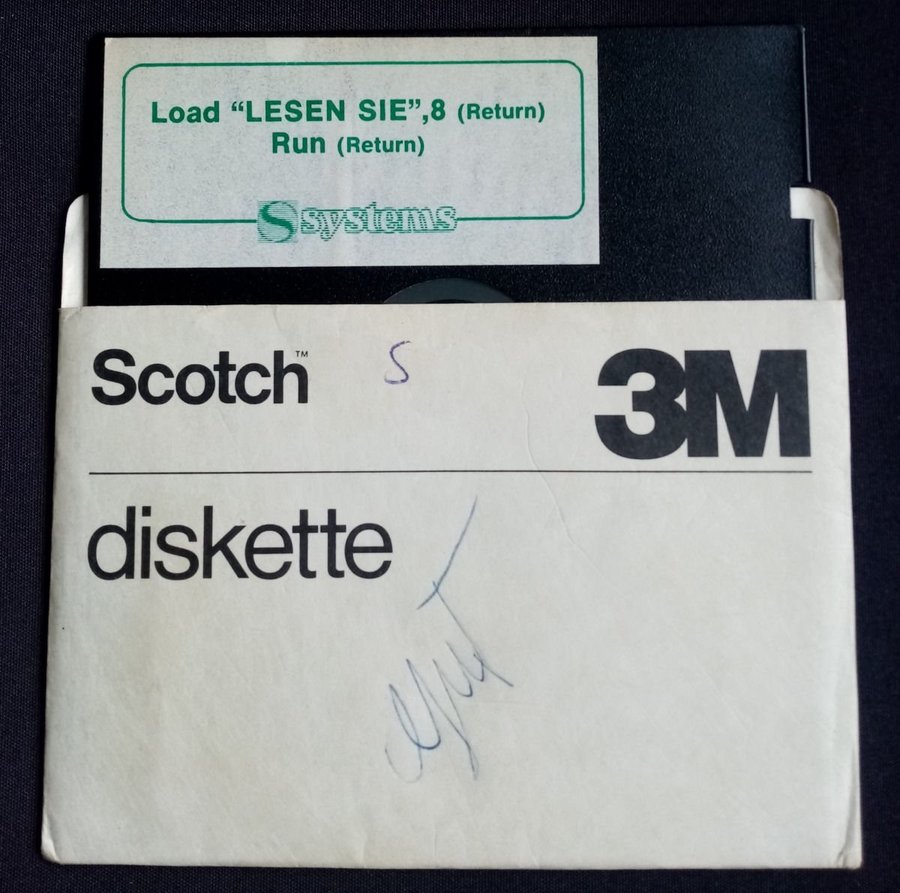 Load “LESEN SIE”,8 (Return)
Run (Return)
Ssystems
Scotch™
S
3M
diskette